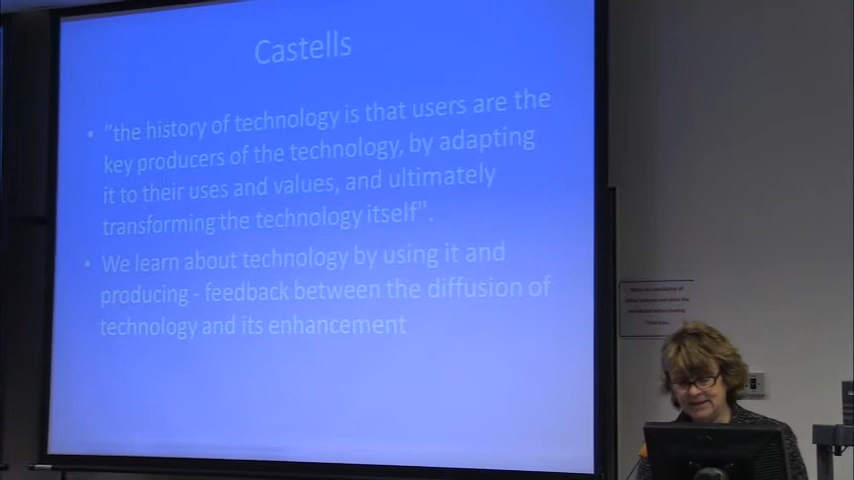 Castells
• "the history of technology is that users are the
key producers of the technology, by adapting
it to their uses and values, and ultimately
transforming the technology itself".
• We learn about technology by using it and
producing - feedback between the diffusion of
technology and its enhancement